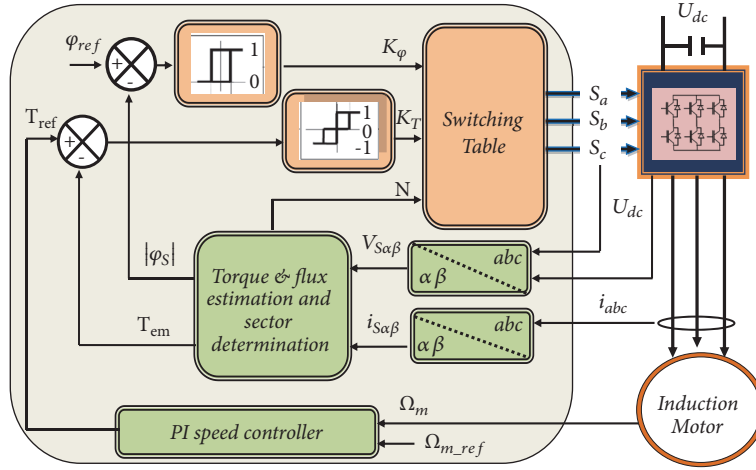 U_dc
φ_ref
+
-
1
0
K_φ
T_ref
+
-
1
0
-1
K_T
Switching
Table
S_a
S_b
S_c
N
U_dc
|φ_S|
Torque & flux
estimation and
sector
determination
V_Sαβ
abc
αβ
T_em
i_Sαβ
abc
αβ
i_abc
PI speed controller
Ω_m
Ω_m_ref
Induction
Motor